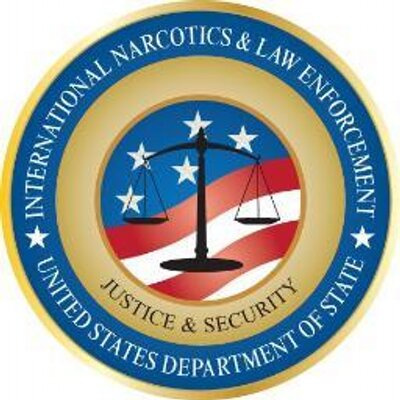 INTERNATIONAL NARCOTICS & LAW ENFORCEMENT
JUSTICE & SECURITY
UNITED STATES DEPARTMENT OF STATE